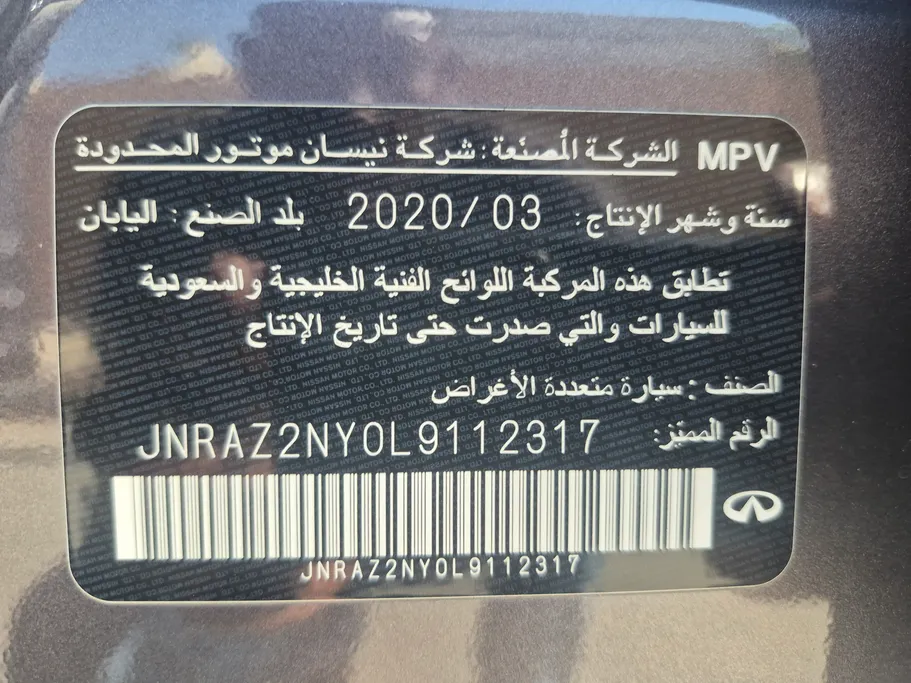 MPV الشركة المُصنّعة: شركة نيسان موتور المحدودة
سنة وشهر الإنتاج: 2020/03 بلد الصنع: اليابان
تطابق هذه المركبة اللوائح الفنية الخليجية والسعودية
للسيارات والتي صدرت حتى تاريخ الإنتاج
الصنف: سيارة متعددة الأغراض
الرقم المميّز: JNRAZ2NY0L9112317
JNRAZ2NY0L9112317